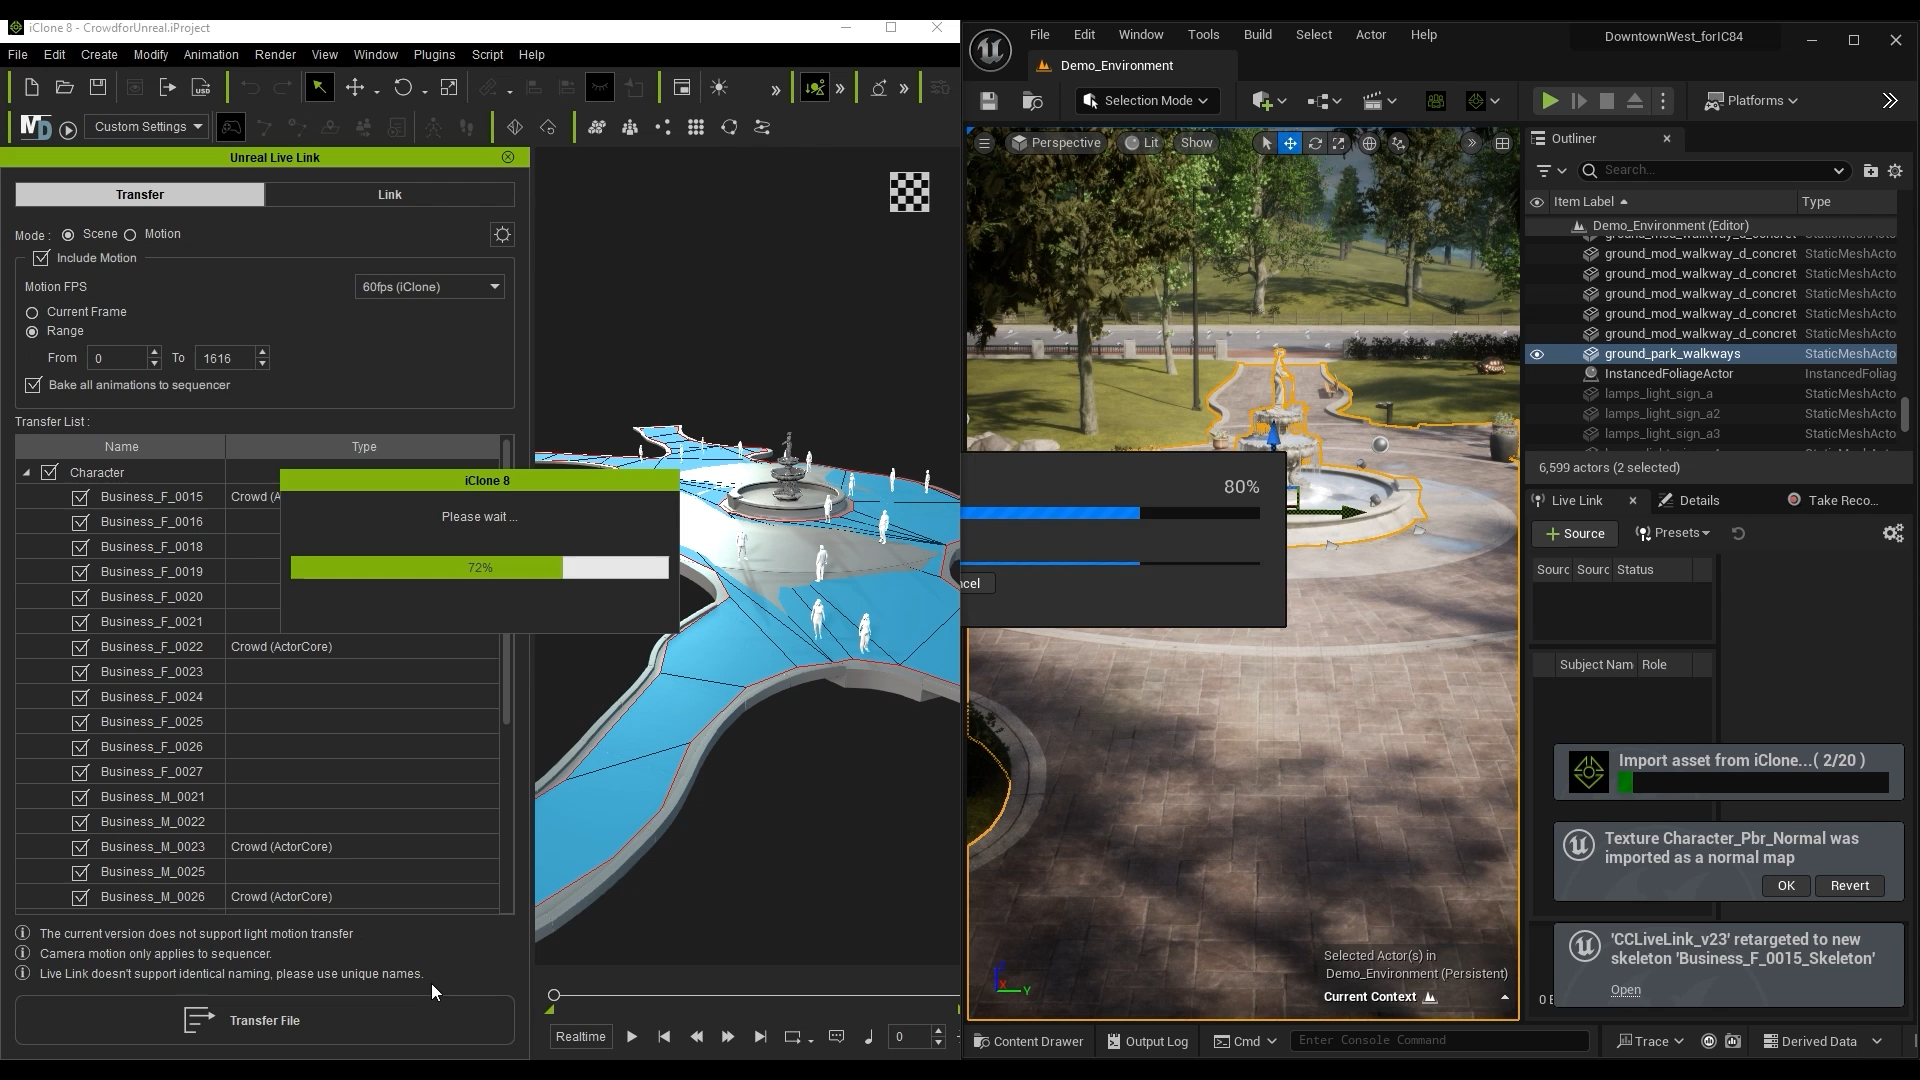 iClone 8 - CrowdforUnreal.iProject
File Edit Create Modify Animation Render View Window Plugins Script Help
USD
MD Custom Settings
Unreal Live Link
Transfer Link
Mode : Scene Motion
Include Motion
Motion FPS 60fps (iClone)
Current Frame
Range
From 0 To 1616
Bake all animations to sequencer
Transfer List :
Name Type
Character
Business_F_0015 Crowd (A
Business_F_0016
Business_F_0018
Business_F_0019
Business_F_0020
Business_F_0021
Business_F_0022 Crowd (ActorCore)
Business_F_0023
Business_F_0024
Business_F_0025
Business_F_0026
Business_F_0027
Business_M_0021
Business_M_0022
Business_M_0023 Crowd (ActorCore)
Business_M_0025
Business_M_0026 Crowd (ActorCore)
The current version does not support light motion transfer
Camera motion only applies to sequencer.
Live Link doesn't support identical naming, please use unique names.
Transfer File
iClone 8
Please wait ...
72%
Realtime 0
File Edit Window Tools Build Select Actor Help
DowntownWest_forIC84
Demo_Environment
Selection Mode
Platforms
Perspective Lit Show
80%
ncel
Selected Actor(s) in
Demo_Environment (Persistent)
Current Context
X
Y
Content Drawer Output Log Cmd Enter Console Command Trace Derived Data
Outliner
Search...
Item Label Type
Demo_Environment (Editor)
ground_mod_walkway_d_concret StaticMeshActo
ground_mod_walkway_d_concret StaticMeshActo
ground_mod_walkway_d_concret StaticMeshActo
ground_mod_walkway_d_concret StaticMeshActo
ground_mod_walkway_d_concret StaticMeshActo
ground_mod_walkway_d_concret StaticMeshActo
ground_park_walkways StaticMeshActo
InstancedFoliageActor InstancedFoliag
lamps_light_sign_a StaticMeshActo
lamps_light_sign_a2 StaticMeshActo
lamps_light_sign_a3 StaticMeshActo
6,599 actors (2 selected)
Live Link Details Take Reco...
Source Presets
Sourc Sourc Status
Subject Nam Role
Import asset from iClone...( 2/20 )
Texture Character_Pbr_Normal was
imported as a normal map
OK Revert
'CCLiveLink_v23' retargeted to new
skeleton 'Business_F_0015_Skeleton'
Open
0 E